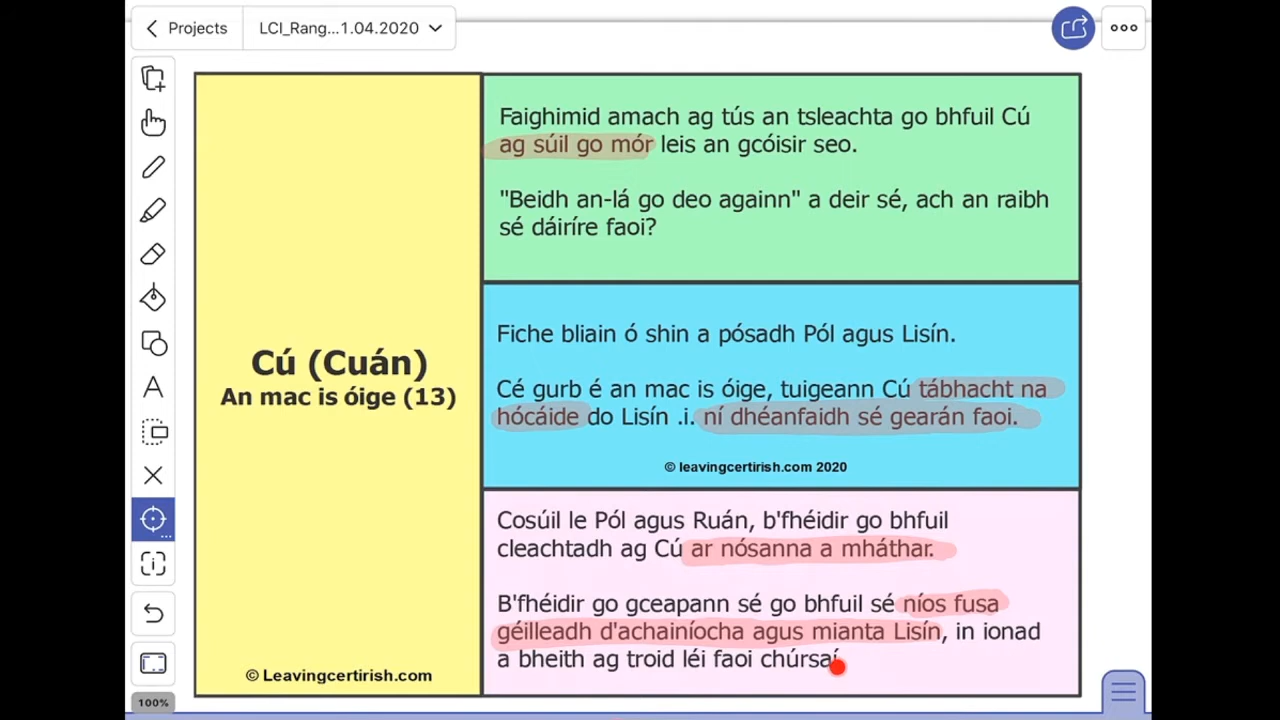 Projects
LCI_Rang...1.04.2020
Faighimid amach ag tús an tsleachta go bhfuil Cú
ag súil go mór leis an gcóisir seo.
"Beidh an-lá go deo againn" a deir sé, ach an raibh
sé dáiríre faoi?
Cú (Cuán)
An mac is óige (13)
Fiche bliain ó shin a pósadh Pól agus Lisín.
Cé gurb é an mac is óige, tuigeann Cú tábhacht na
hócáide do Lisín .i. ní dhéanfaidh sé gearán faoi.
© leavingcertirish.com 2020
Cosúil le Pól agus Ruán, b'fhéidir go bhfuil
cleachtadh ag Cú ar nósanna a mháthar.
B'fhéidir go gceapann sé go bhfuil sé níos fusa
géilleadh d'achainíocha agus mianta Lisín, in ionad
a bheith ag troid léi faoi chúrsaí
© Leavingcertirish.com
100%